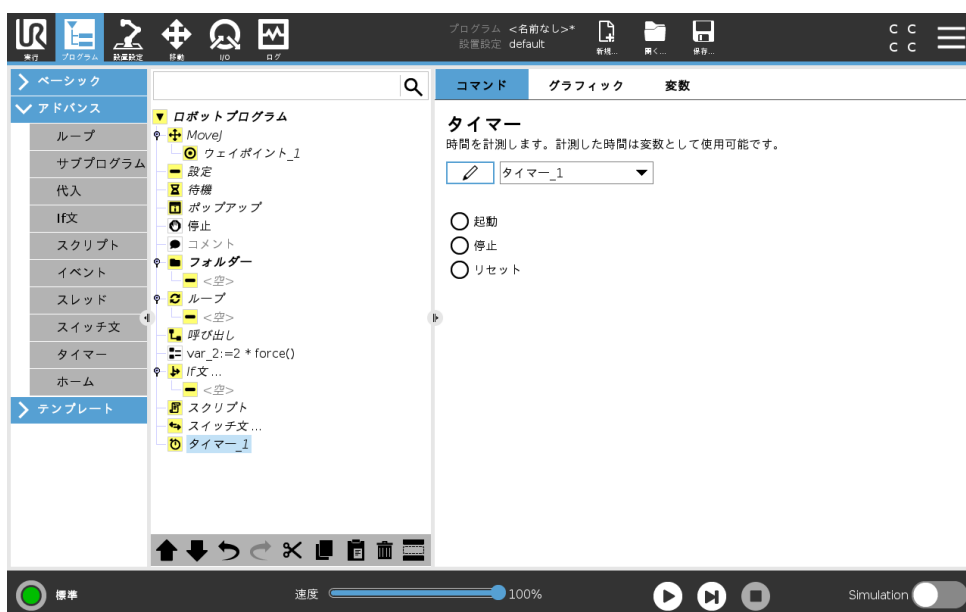 UR
実行
プログラム
設置設定
移動
I/O
ログ
プログラム <名前なし>*
設置設定 default
新規...
開く...
保存...
C C
C C
ベーシック
アドバンス
ループ
サブプログラム
代入
If文
スクリプト
イベント
スレッド
スイッチ文
タイマー
ホーム
テンプレート
ロボットプログラム
MoveJ
ウェイポイント_1
設定
待機
ポップアップ
停止
コメント
フォルダー
<空>
ループ
<空>
呼び出し
var_2:=2 * force()
If文 ...
<空>
スクリプト
スイッチ文 ...
タイマー_1
コマンド グラフィック 変数
タイマー
時間を計測します。計測した時間は変数として使用可能です。
タイマー_1
起動
停止
リセット
標準
速度 100%
Simulation